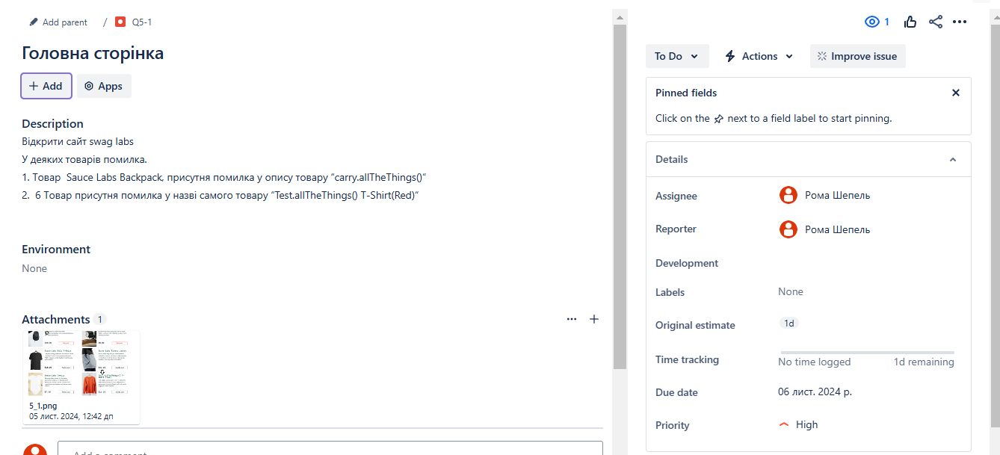 Add parent / Q5-1
Головна сторінка
Add Apps
Description
Відкрити сайт swag labs
У деяких товарів помилка.
1. Товар  Sauce Labs Backpack, присутня помилка у опису товару “carry.allTheThings()”
2.  6 Товар присутня помилка у назві самого товару “Test.allTheThings() T-Shirt(Red)”
Environment
None
Attachments 1
5_1.png
05 лист. 2024, 12:42 дп
Add a comment
1
To Do Actions Improve issue
Pinned fields
Click on the next to a field label to start pinning.
Details
Assignee Рома Шепель
Reporter Рома Шепель
Development
Labels None
Original estimate 1d
Time tracking No time logged 1d remaining
Due date 06 лист. 2024 р.
Priority High